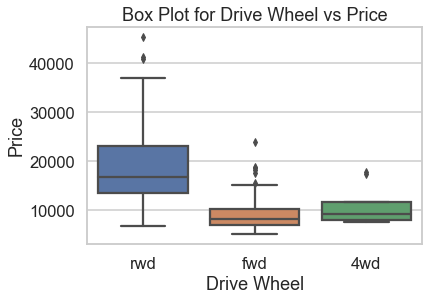 Box Plot for Drive Wheel vs Price
Price
40000
30000
20000
10000
rwd fwd 4wd
Drive Wheel